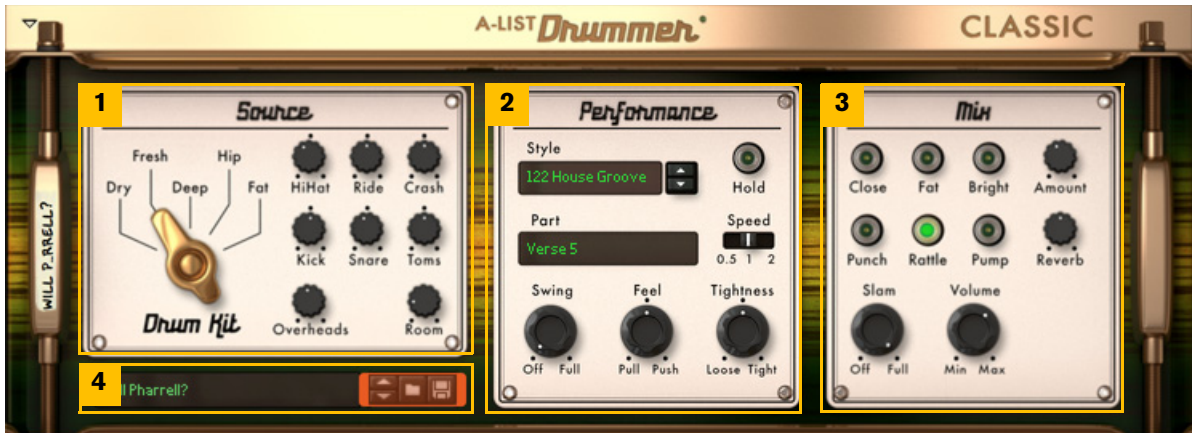 A-LIST Drummer
CLASSIC
1
Source
Fresh
Hip
Dry
Deep
Fat
HiHat
Ride
Crash
Kick
Snare
Toms
Overheads
Room
Drum Kit
2
Performance
Style
122 House Groove
Hold
Part
Verse 5
Speed
0.5 1 2
Swing
Feel
Tightness
Off Full
Pull Push
Loose Tight
3
Mix
Close
Fat
Bright
Amount
Punch
Rattle
Pump
Reverb
Slam
Volume
Off Full
Min Max
4
ll Pharrell?
WILL P_RRELL?